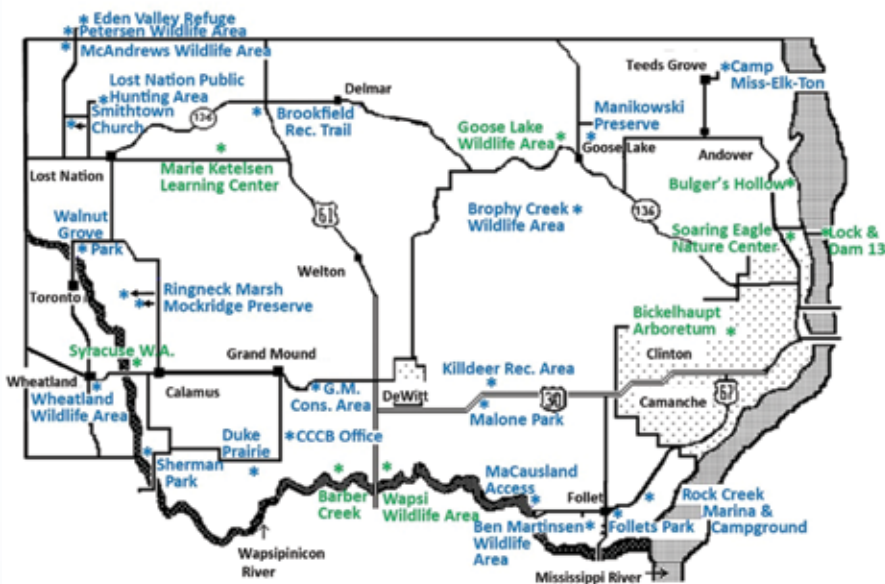 Eden Valley Refuge
Petersen Wildlife Area
McAndrews Wildlife Area
Lost Nation Public
Hunting Area
Smithtown
Church
136
Delmar
Brookfield
Rec. Trail
Teeds Grove
Camp
Miss-Elk-Ton
Manikowski
Preserve
Goose Lake
Wildlife Area
Goose Lake
Andover
Lost Nation
Marie Ketelsen
Learning Center
Bulger's Hollow
Walnut
Grove
Park
61
Brophy Creek
Wildlife Area
136
Soaring Eagle
Nature Center
Lock &
Dam 13
Welton
Toronto
Ringneck Marsh
Mockridge Preserve
Bickelhaupt
Arboretum
Syracuse W.A.
Grand Mound
Clinton
Wheatland
Calamus
Killdeer Rec. Area
Wheatland
Wildlife Area
G.M.
Cons. Area
DeWitt
30
67
Camanche
Malone Park
Duke
Prairie
CCCB Office
Sherman
Park
MaCausland
Access
Barber
Creek
Wapsi
Wildlife Area
Follet
Rock Creek
Marina &
Campground
Ben Martinsen
Wildlife
Area
Follets Park
Wapsipinicon
River
Mississippi River